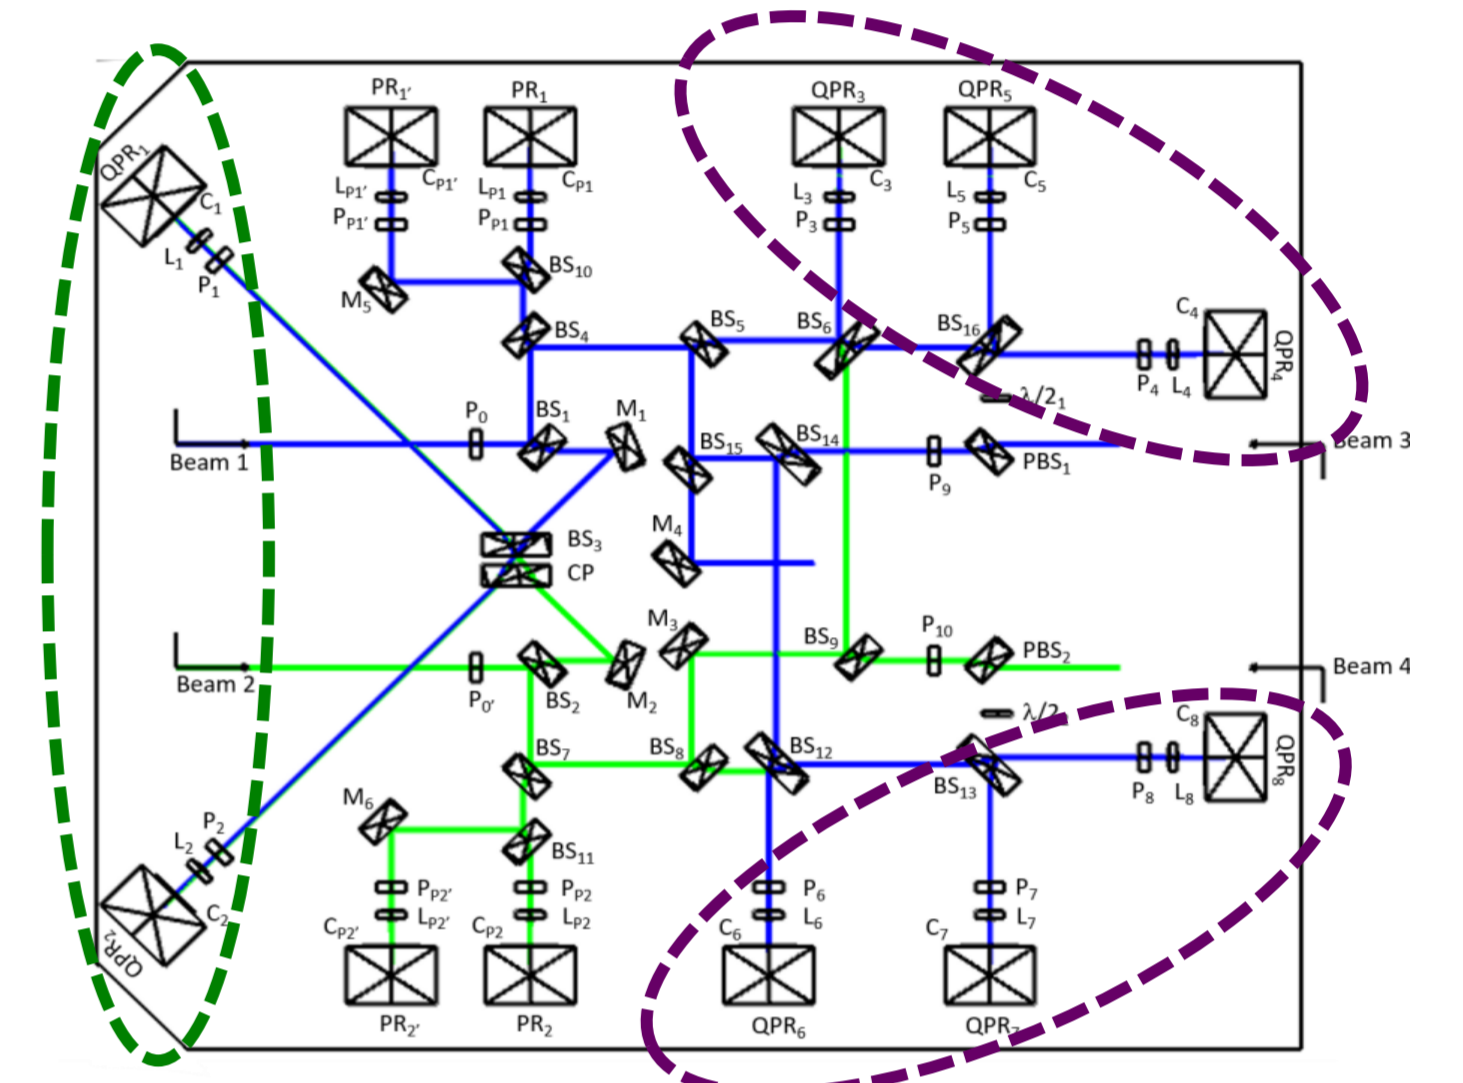 PR1' PR1 QPR3 QPR5
QPR1 C1 L1 P1
LP1' CP1' LP1 CP1 L3 C3 L5 C5
PP1' PP1 P3 P5
M5 BS10
BS4 BS5 BS6 BS16 C4 QPR4
P4 L4
λ/21
P0 BS1 M1 BS15 BS14 P9 PBS1 Beam 3
Beam 1
M4
BS3
CP
M3 BS9 P10 PBS2 Beam 4
Beam 2 P0' BS2 M2
λ/2
BS7 BS8 BS12 BS13 C8 QPR8
P8 L8
M6 BS11
P2 L2 C2 QPR2
PP2' PP2 P6 P7
LP2' LP2 L6 L7
CP2' CP2 C6 C7
PR2' PR2 QPR6 QPR7